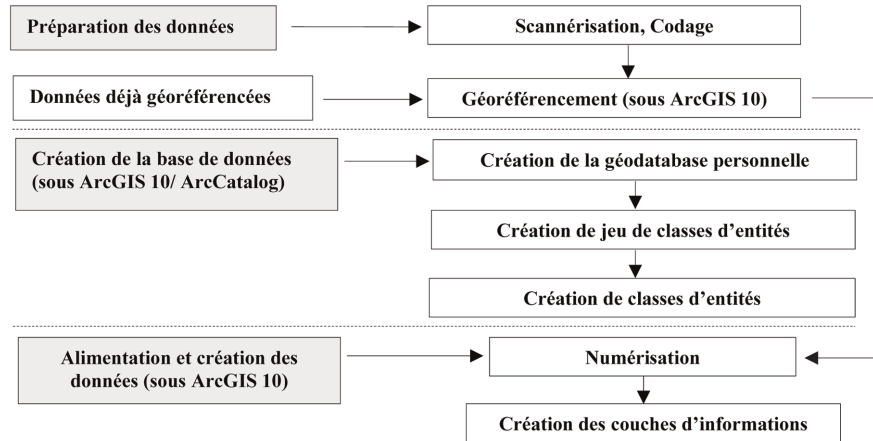 Préparation des données
Scannérisation, Codage
Données déjà géoréférencées
Géoréférencement (sous ArcGIS 10)
Création de la base de données
(sous ArcGIS 10/ ArcCatalog)
Création de la géodatabase personnelle
Création de jeu de classes d’entités
Création de classes d’entités
Alimentation et création des
données (sous ArcGIS 10)
Numérisation
Création des couches d’informations